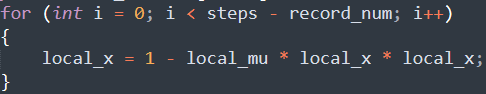 for (int i = 0; i < steps - record_num; i++)
{
    local_x = 1 - local_mu * local_x * local_x;
}